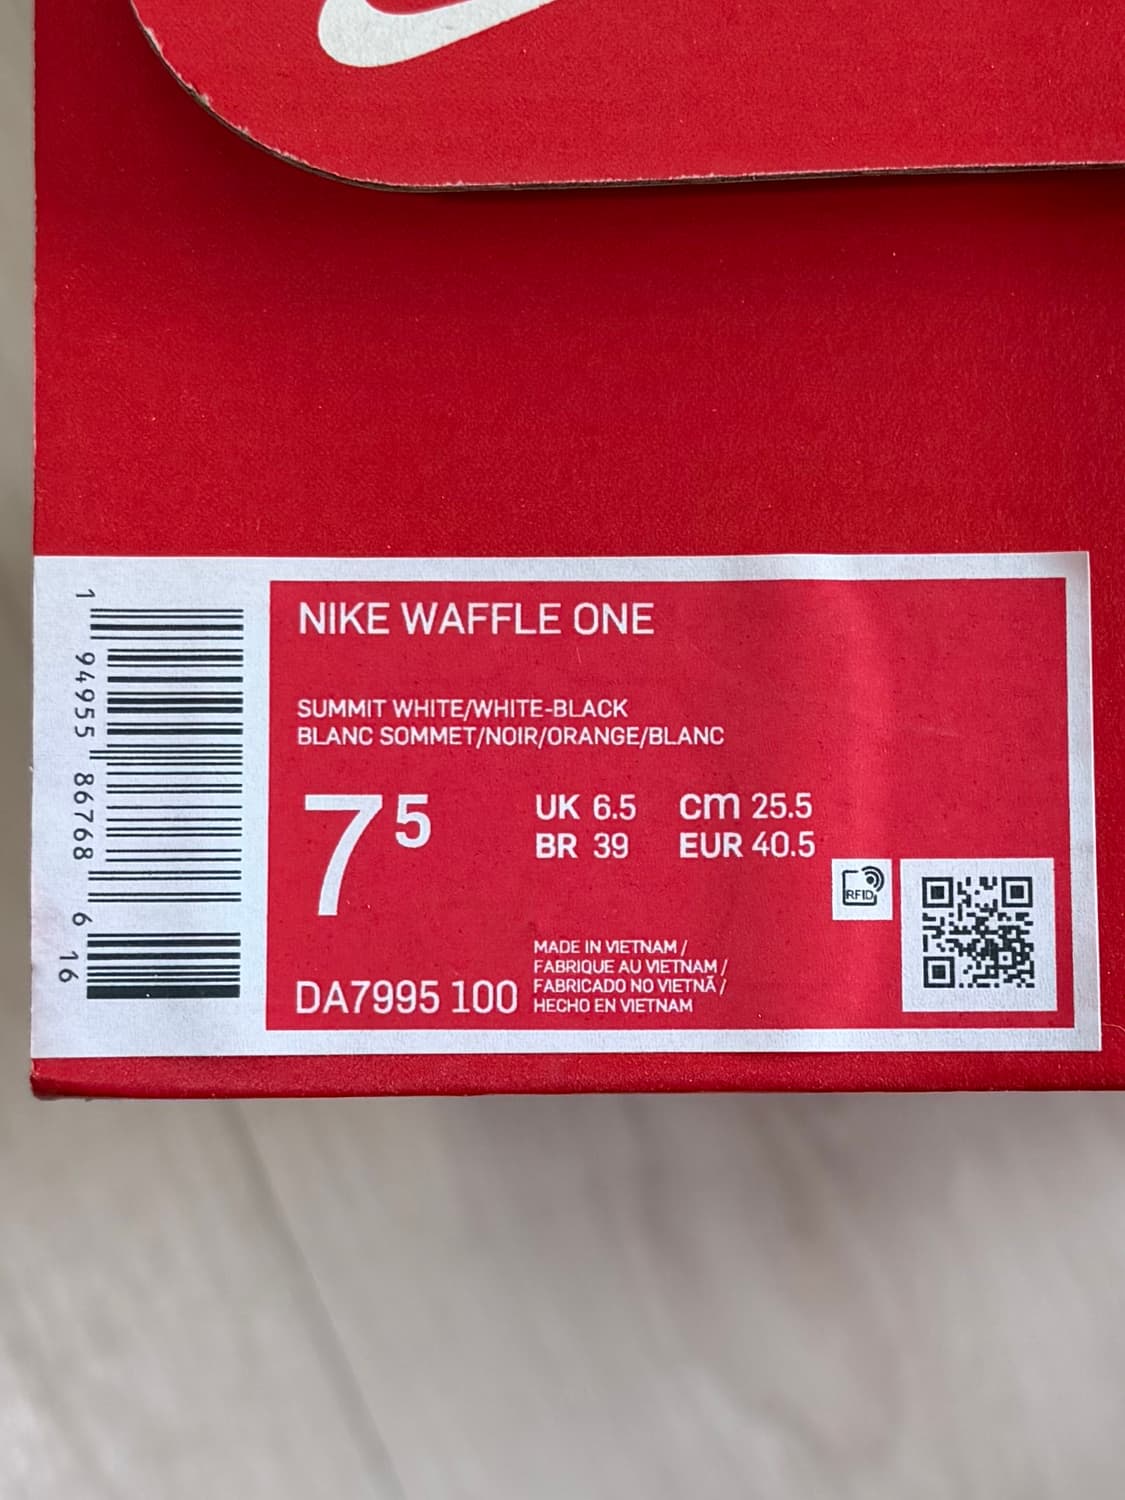 NIKE WAFFLE ONE
SUMMIT WHITE/WHITE-BLACK
BLANC SOMMET/NOIR/ORANGE/BLANC
7 5
UK 6.5 cm 25.5
BR 39 EUR 40.5
RFID
MADE IN VIETNAM /
FABRIQUE AU VIETNAM /
FABRICADO NO VIETNÃ /
HECHO EN VIETNAM
DA7995 100
1 94955 86768 6 16